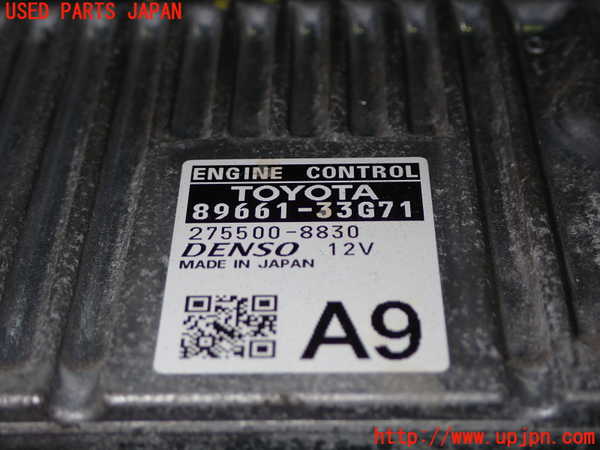 USED PARTS JAPAN
ENGINE CONTROL
TOYOTA
89661-33G71
275500-8830
DENSO 12V
MADE IN JAPAN
A9
http://www.upjpn.com